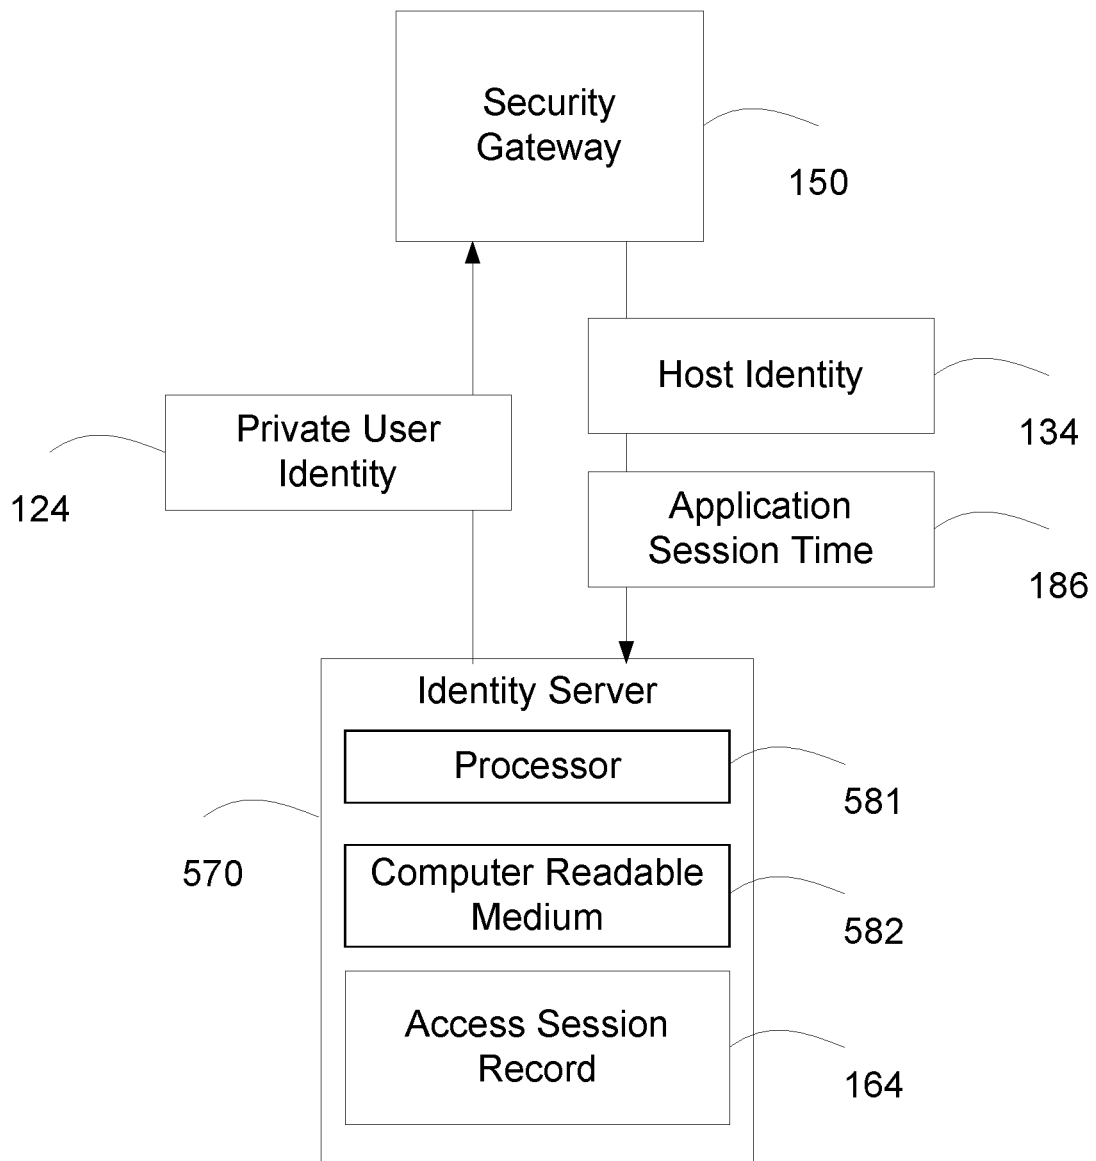 Security
Gateway
150
Host Identity
134
Private User
Identity
124
Application
Session Time
186
Identity Server
Processor
581
570
Computer Readable
Medium
582
Access Session
Record
164